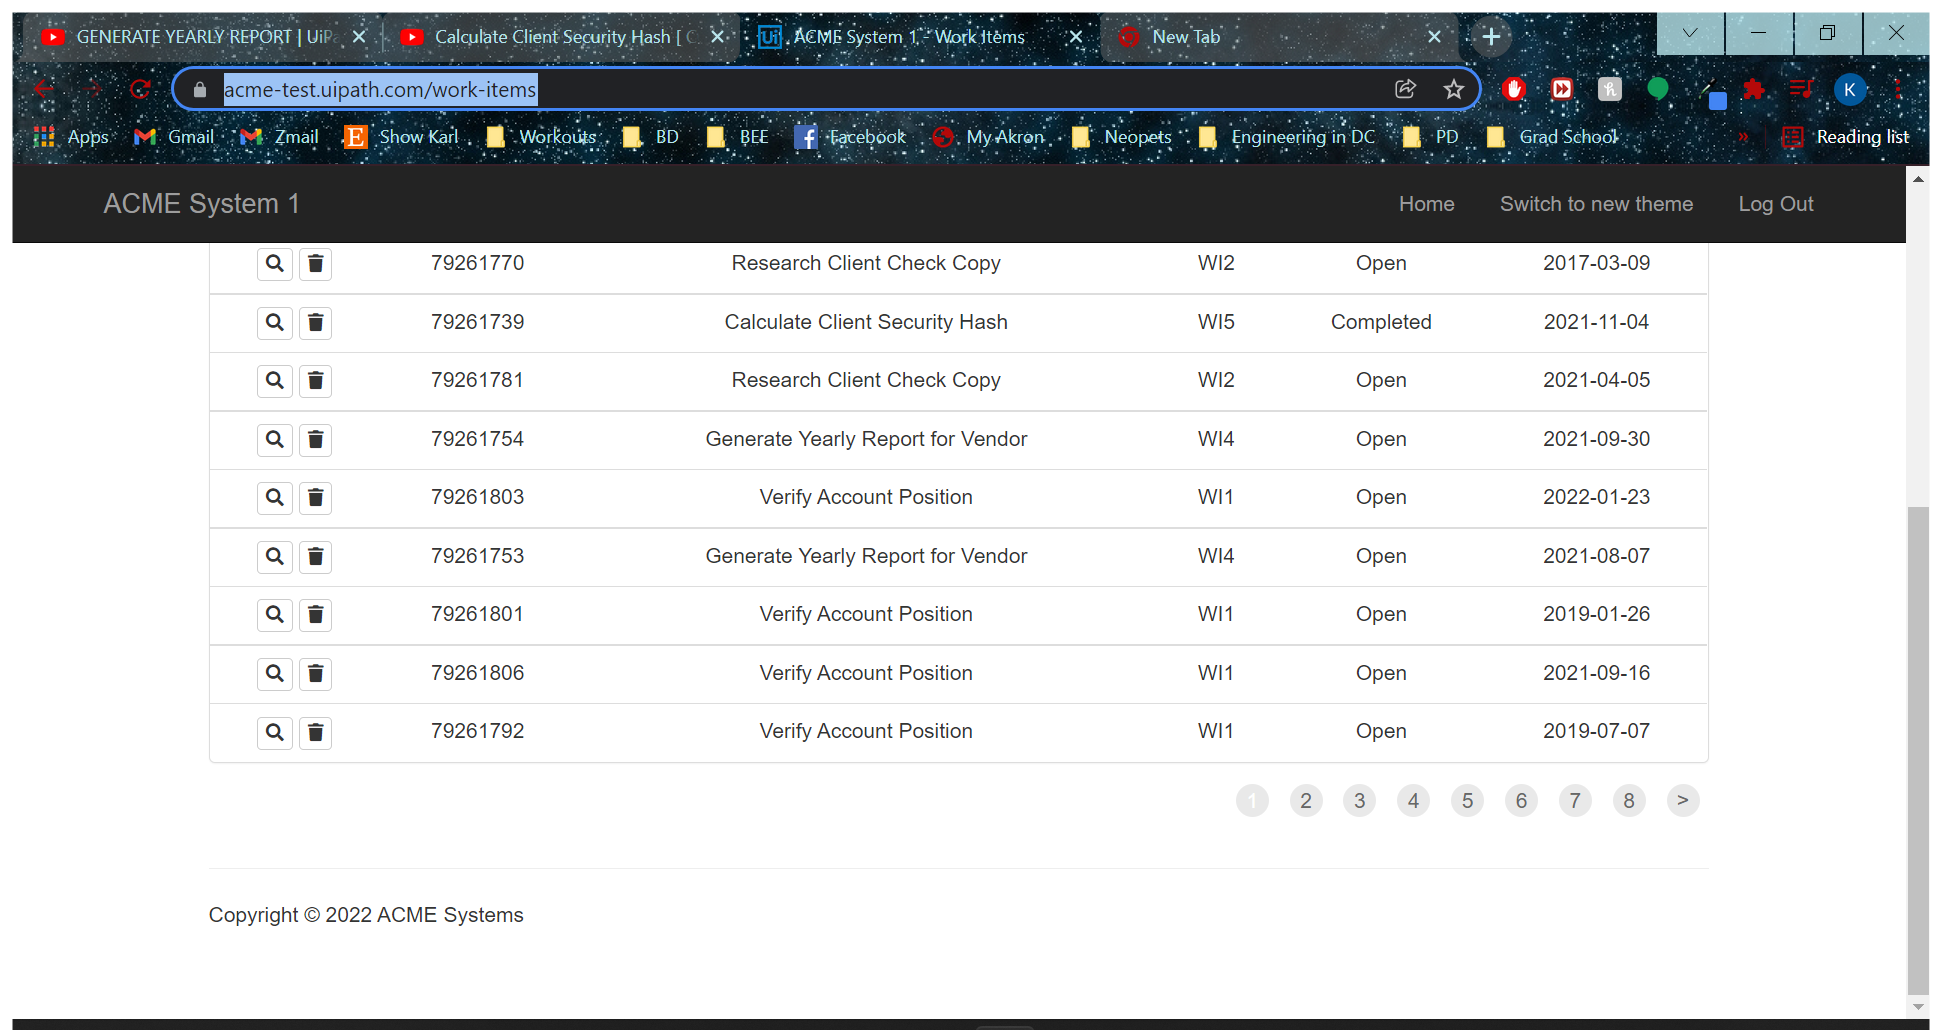 GENERATE YEARLY REPORT | UiPa
Calculate Client Security Hash [ C
ACME System 1 - Work Items
New Tab
acme-test.uipath.com/work-items
K
Apps Gmail Zmail Show Karl Workouts BD BEE Facebook My Akron Neopets Engineering in DC PD Grad School » Reading list
ACME System 1 Home Switch to new theme Log Out
79261770 Research Client Check Copy WI2 Open 2017-03-09
79261739 Calculate Client Security Hash WI5 Completed 2021-11-04
79261781 Research Client Check Copy WI2 Open 2021-04-05
79261754 Generate Yearly Report for Vendor WI4 Open 2021-09-30
79261803 Verify Account Position WI1 Open 2022-01-23
79261753 Generate Yearly Report for Vendor WI4 Open 2021-08-07
79261801 Verify Account Position WI1 Open 2019-01-26
79261806 Verify Account Position WI1 Open 2021-09-16
79261792 Verify Account Position WI1 Open 2019-07-07
1 2 3 4 5 6 7 8 >
Copyright © 2022 ACME Systems